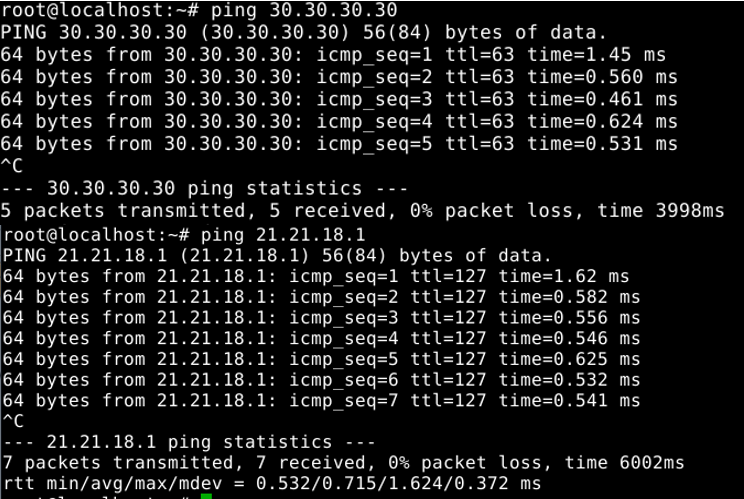 root@localhost:~# ping 30.30.30.30
PING 30.30.30.30 (30.30.30.30) 56(84) bytes of data.
64 bytes from 30.30.30.30: icmp_seq=1 ttl=63 time=1.45 ms
64 bytes from 30.30.30.30: icmp_seq=2 ttl=63 time=0.560 ms
64 bytes from 30.30.30.30: icmp_seq=3 ttl=63 time=0.461 ms
64 bytes from 30.30.30.30: icmp_seq=4 ttl=63 time=0.624 ms
64 bytes from 30.30.30.30: icmp_seq=5 ttl=63 time=0.531 ms
^C
--- 30.30.30.30 ping statistics ---
5 packets transmitted, 5 received, 0% packet loss, time 3998ms
root@localhost:~# ping 21.21.18.1
PING 21.21.18.1 (21.21.18.1) 56(84) bytes of data.
64 bytes from 21.21.18.1: icmp_seq=1 ttl=127 time=1.62 ms
64 bytes from 21.21.18.1: icmp_seq=2 ttl=127 time=0.582 ms
64 bytes from 21.21.18.1: icmp_seq=3 ttl=127 time=0.556 ms
64 bytes from 21.21.18.1: icmp_seq=4 ttl=127 time=0.546 ms
64 bytes from 21.21.18.1: icmp_seq=5 ttl=127 time=0.625 ms
64 bytes from 21.21.18.1: icmp_seq=6 ttl=127 time=0.532 ms
64 bytes from 21.21.18.1: icmp_seq=7 ttl=127 time=0.541 ms
^C
--- 21.21.18.1 ping statistics ---
7 packets transmitted, 7 received, 0% packet loss, time 6002ms
rtt min/avg/max/mdev = 0.532/0.715/1.624/0.372 ms